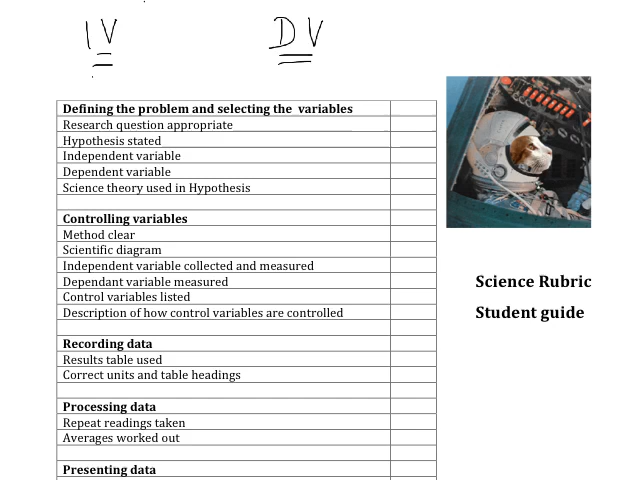 IV
DV
Defining the problem and selecting the variables
Research question appropriate
Hypothesis stated
Independent variable
Dependent variable
Science theory used in Hypothesis
Controlling variables
Method clear
Scientific diagram
Independent variable collected and measured
Dependant variable measured
Control variables listed
Description of how control variables are controlled
Recording data
Results table used
Correct units and table headings
Processing data
Repeat readings taken
Averages worked out
Presenting data
Science Rubric
Student guide